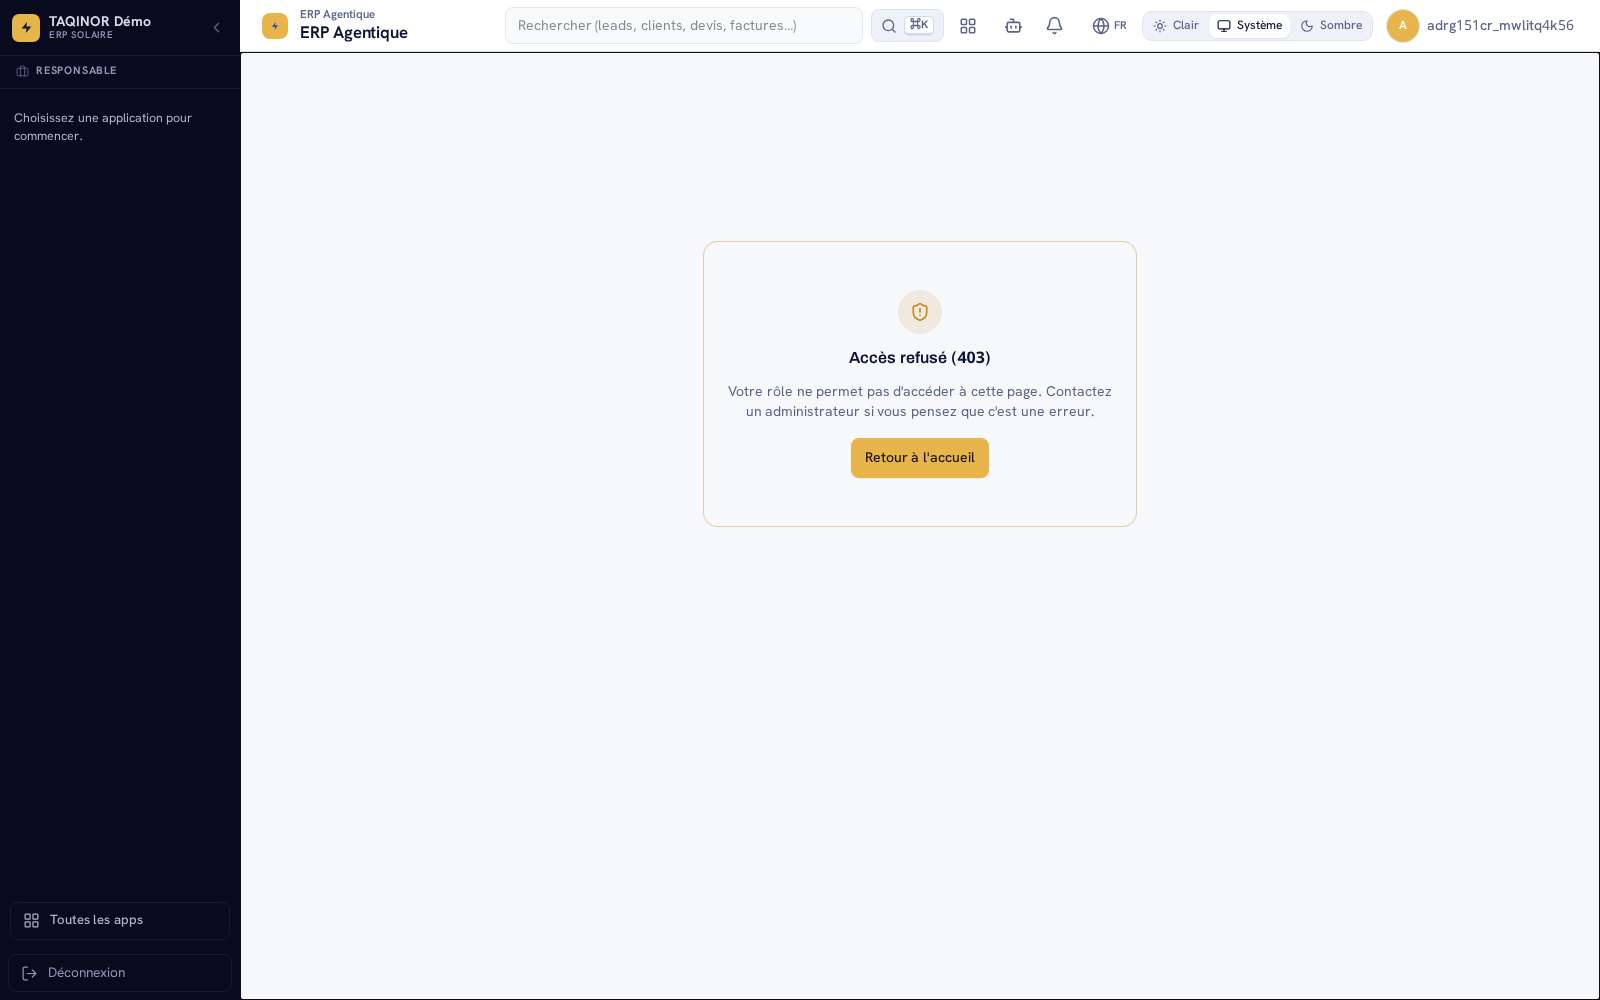 TAQINOR Démo
ERP SOLAIRE
RESPONSABLE
Choisissez une application pour
commencer.
Toutes les apps
Déconnexion
ERP Agentique
ERP Agentique
Rechercher (leads, clients, devis, factures...)
⌘K
FR
Clair
Système
Sombre
A
adrg151cr_mwlitq4k56
Accès refusé (403)
Votre rôle ne permet pas d'accéder à cette page. Contactez
un administrateur si vous pensez que c'est une erreur.
Retour à l'accueil